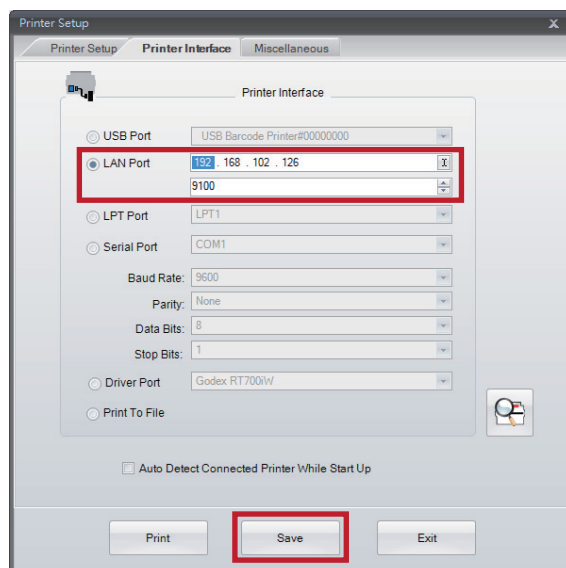 Printer Setup x
Printer Setup Printer Interface Miscellaneous
Printer Interface
USB Port USB Barcode Printer#00000000
LAN Port 192 . 168 . 102 . 126 X
9100
LPT Port LPT1
Serial Port COM1
Baud Rate: 9600
Parity: None
Data Bits: 8
Stop Bits: 1
Driver Port Godex RT700iW
Print To File
Auto Detect Connected Printer While Start Up
Print Save Exit